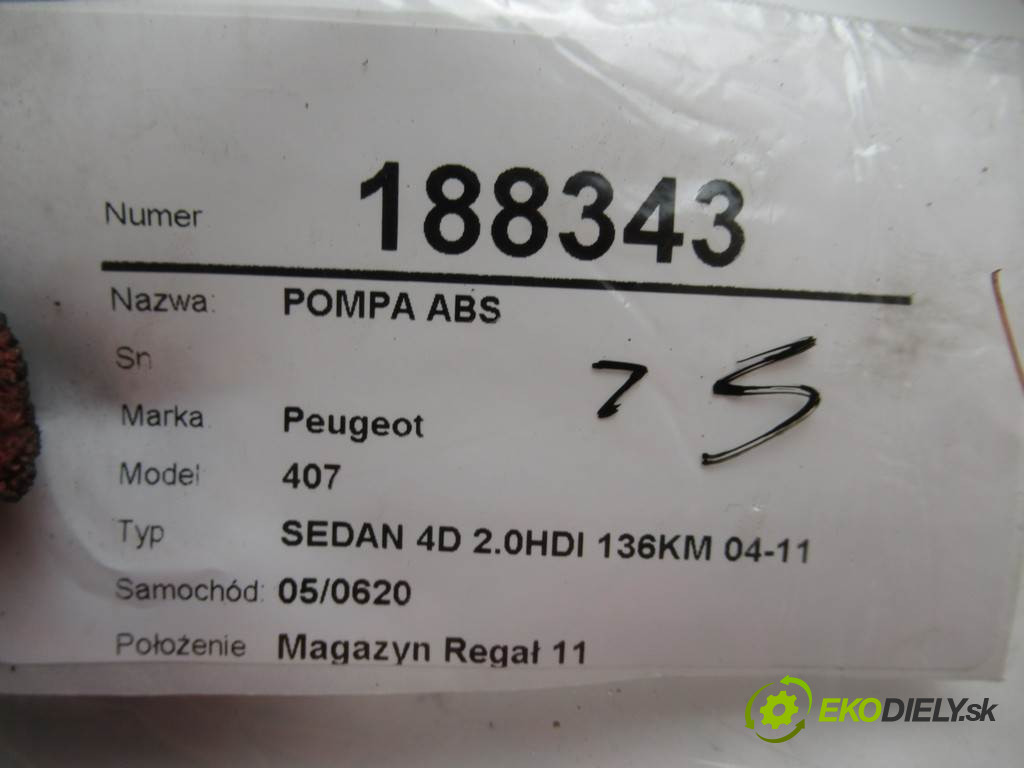 Numer 188343
Nazwa: POMPA ABS
Sn
Marka Peugeot
75
Model 407
Typ SEDAN 4D 2.0HDI 136KM 04-11
Samochód: 05/0620
Położenie Magazyn Regał 11
EKODIELY.sk